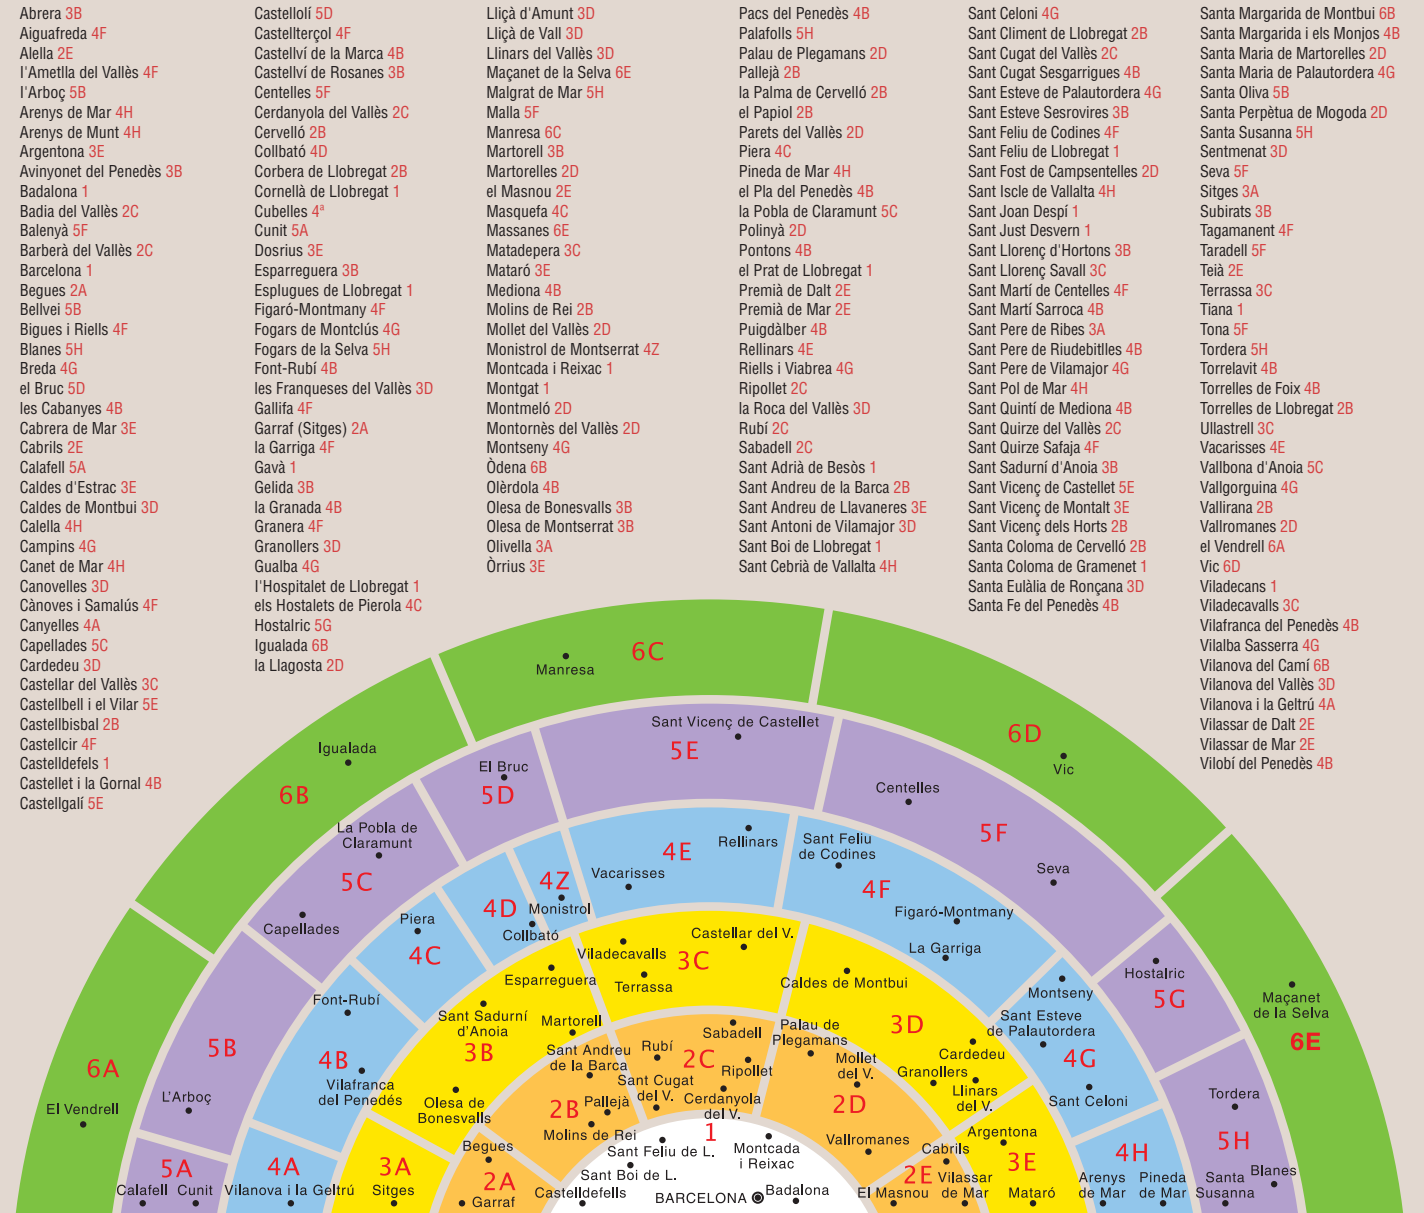 Abrera 3B
Aiguafreda 4F
Alella 2E
l'Ametlla del Vallès 4F
l'Arboç 5B
Arenys de Mar 4H
Arenys de Munt 4H
Argentona 3E
Avinyonet del Penedès 3B
Badalona 1
Badia del Vallès 2C
Balenyà 5F
Barberà del Vallès 2C
Barcelona 1
Begues 2A
Bellvei 5B
Bigues i Riells 4F
Blanes 5H
Breda 4G
el Bruc 5D
les Cabanyes 4B
Cabrera de Mar 3E
Cabrils 2E
Calafell 5A
Caldes d'Estrac 3E
Caldes de Montbui 3D
Calella 4H
Campins 4G
Canet de Mar 4H
Canovelles 3D
Cànoves i Samalús 4F
Canyelles 4A
Capellades 5C
Cardedeu 3D
Castellar del Vallès 3C
Castellbell i el Vilar 5E
Castellbisbal 2B
Castellcir 4F
Castelldefels 1
Castellet i la Gornal 4B
Castellgalí 5E
Castellolí 5D
Castellterçol 4F
Castellví de la Marca 4B
Castellví de Rosanes 3B
Centelles 5F
Cerdanyola del Vallès 2C
Cervelló 2B
Collbató 4D
Corbera de Llobregat 2B
Cornellà de Llobregat 1
Cubelles 4ª
Cunit 5A
Dosrius 3E
Esparreguera 3B
Esplugues de Llobregat 1
Figaró-Montmany 4F
Fogars de Montclús 4G
Fogars de la Selva 5H
Font-Rubí 4B
les Franqueses del Vallès 3D
Gallifa 4F
Garraf (Sitges) 2A
la Garriga 4F
Gavà 1
Gelida 3B
la Granada 4B
Granera 4F
Granollers 3D
Gualba 4G
l'Hospitalet de Llobregat 1
els Hostalets de Pierola 4C
Hostalric 5G
Igualada 6B
la Llagosta 2D
Lliçà d'Amunt 3D
Lliçà de Vall 3D
Llinars del Vallès 3D
Maçanet de la Selva 6E
Malgrat de Mar 5H
Malla 5F
Manresa 6C
Martorell 3B
Martorelles 2D
el Masnou 2E
Masquefa 4C
Massanes 6E
Matadepera 3C
Mataró 3E
Mediona 4B
Molins de Rei 2B
Mollet del Vallès 2D
Monistrol de Montserrat 4Z
Montcada i Reixac 1
Montgat 1
Montmeló 2D
Montornès del Vallès 2D
Montseny 4G
Òdena 6B
Olèrdola 4B
Olesa de Bonesvalls 3B
Olesa de Montserrat 3B
Olivella 3A
Òrrius 3E
Pacs del Penedès 4B
Palafolls 5H
Palau de Plegamans 2D
Pallejà 2B
la Palma de Cervelló 2B
el Papiol 2B
Parets del Vallès 2D
Piera 4C
Pineda de Mar 4H
el Pla del Penedès 4B
la Pobla de Claramunt 5C
Polinyà 2D
Pontons 4B
el Prat de Llobregat 1
Premià de Dalt 2E
Premià de Mar 2E
Puigdàlber 4B
Rellinars 4E
Riells i Viabrea 4G
Ripollet 2C
la Roca del Vallès 3D
Rubí 2C
Sabadell 2C
Sant Adrià de Besòs 1
Sant Andreu de la Barca 2B
Sant Andreu de Llavaneres 3E
Sant Antoni de Vilamajor 3D
Sant Boi de Llobregat 1
Sant Cebrià de Vallalta 4H
Sant Celoni 4G
Sant Climent de Llobregat 2B
Sant Cugat del Vallès 2C
Sant Cugat Sesgarrigues 4B
Sant Esteve de Palautordera 4G
Sant Esteve Sesrovires 3B
Sant Feliu de Codines 4F
Sant Feliu de Llobregat 1
Sant Fost de Campsentelles 2D
Sant Iscle de Vallalta 4H
Sant Joan Despí 1
Sant Just Desvern 1
Sant Llorenç d'Hortons 3B
Sant Llorenç Savall 3C
Sant Martí de Centelles 4F
Sant Martí Sarroca 4B
Sant Pere de Ribes 3A
Sant Pere de Riudebitlles 4B
Sant Pere de Vilamajor 4G
Sant Pol de Mar 4H
Sant Quintí de Mediona 4B
Sant Quirze del Vallès 2C
Sant Quirze Safaja 4F
Sant Sadurní d'Anoia 3B
Sant Vicenç de Castellet 5E
Sant Vicenç de Montalt 3E
Sant Vicenç dels Horts 2B
Santa Coloma de Cervelló 2B
Santa Coloma de Gramenet 1
Santa Eulàlia de Ronçana 3D
Santa Fe del Penedès 4B
Santa Margarida de Montbui 6B
Santa Margarida i els Monjos 4B
Santa Maria de Martorelles 2D
Santa Maria de Palautordera 4G
Santa Oliva 5B
Santa Perpètua de Mogoda 2D
Santa Susanna 5H
Sentmenat 3D
Seva 5F
Sitges 3A
Subirats 3B
Tagamanent 4F
Taradell 5F
Teià 2E
Terrassa 3C
Tiana 1
Tona 5F
Tordera 5H
Torrelavit 4B
Torrelles de Foix 4B
Torrelles de Llobregat 2B
Ullastrell 3C
Vacarisses 4E
Vallbona d'Anoia 5C
Vallgorguina 4G
Vallirana 2B
Vallromanes 2D
el Vendrell 6A
Vic 6D
Viladecans 1
Viladecavalls 3C
Vilafranca del Penedès 4B
Vilalba Sasserra 4G
Vilanova del Camí 6B
Vilanova del Vallès 3D
Vilanova i la Geltrú 4A
Vilassar de Dalt 2E
Vilassar de Mar 2E
Vilobí del Penedès 4B
6C
Manresa
6D
Vic
Igualada
6B
6A
El Vendrell
Maçanet
de la Selva
6E
Sant Vicenç de Castellet
5E
El Bruc
5D
La Pobla de
Claramunt
5C
Capellades
5B
L'Arboç
5A
Calafell
Cunit
Centelles
5F
Seva
Hostalric
5G
Tordera
5H
Blanes
Santa
Susanna
4E
Rellinars
Vacarisses
4Z
Monistrol
4D
Collbató
Piera
4C
Font-Rubí
4B
Vilafranca
del Penedés
4A
Vilanova i la Geltrú
Sant Feliu
de Codines
4F
Figaró-Montmany
La Garriga
Montseny
Sant Esteve
de Palautordera
4G
Sant Celoni
4H
Arenys
de Mar
Pineda
de Mar
Castellar del V.
Viladecavalls
3C
Terrassa
Esparreguera
Sant Sadurní
d'Anoia
Martorell
3B
Olesa de
Bonesvalls
3A
Sitges
Caldes de Montbui
3D
Cardedeu
Granollers
Llinars
del V.
Argentona
3E
Mataró
Sabadell
Rubí
2C
Ripollet
Sant Cugat
del V.
Cerdanyola
del V.
Sant Andreu
de la Barca
2B
Pallejà
Molins de Rei
Begues
2A
Garraf
Palau de
Plegamans
Mollet
del V.
2D
Vallromanes
Cabrils
2E
Vilassar
de Mar
El Masnou
1
Sant Feliu de L.
Montcada
i Reixac
Sant Boi de L.
Castelldefells
BARCELONA
Badalona